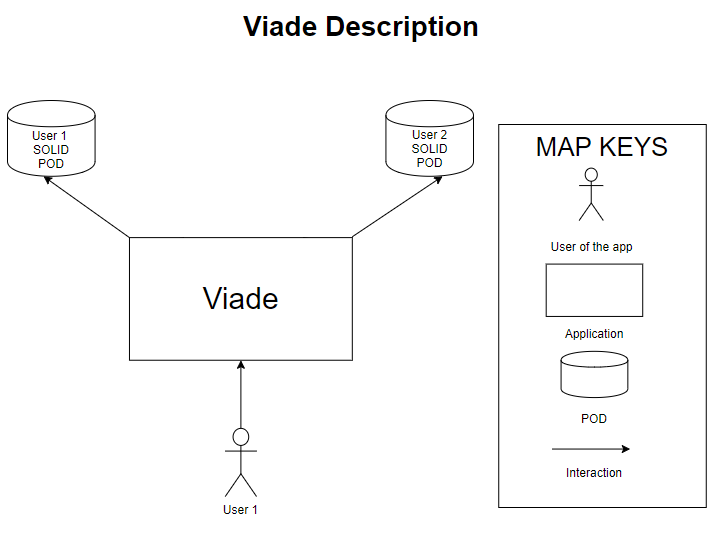 Viade Description
User 1
SOLID
POD
User 2
SOLID
POD
Viade
User 1
MAP KEYS
User of the app
Application
POD
Interaction